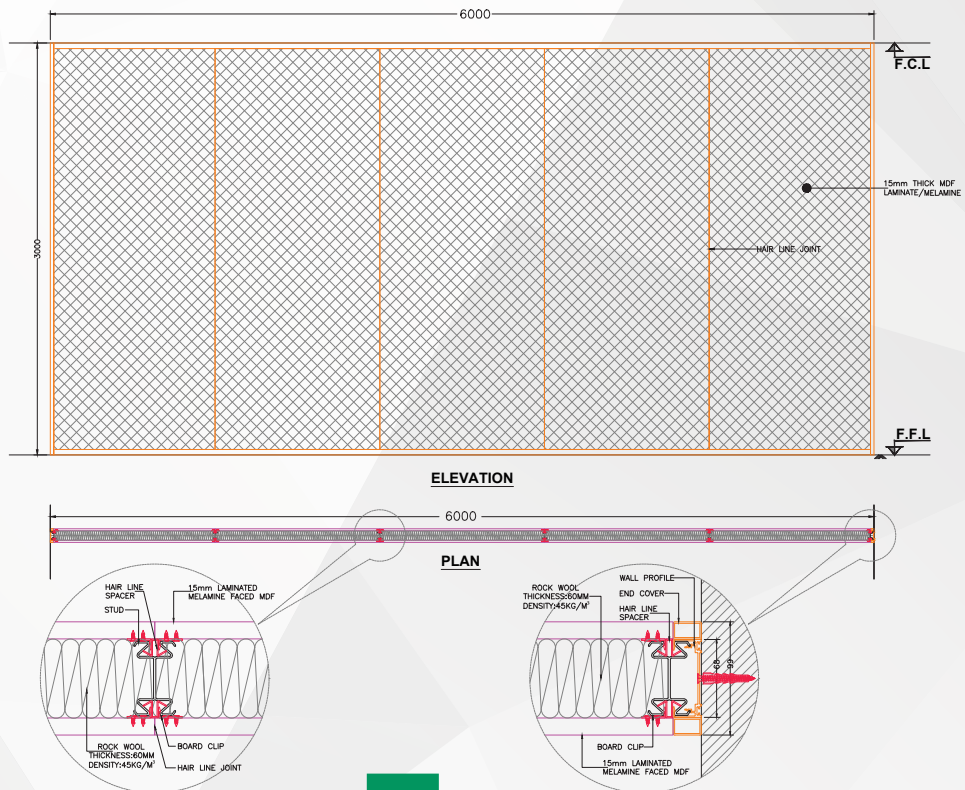 6000
F.C.L
15mm THICK MDF
LAMINATE/MELAMINE
3000
HAIR LINE JOINT
F.F.L
ELEVATION
6000
PLAN
HAIR LINE
SPACER
STUD
15mm LAMINATED
MELAMINE FACED MDF
ROCK WOOL
THICKNESS:60MM
DENSITY:45KG/M³
BOARD CLIP
HAIR LINE JOINT
ROCK WOOL
THICKNESS:60MM
DENSITY:45KG/M³
WALL PROFILE
END COVER
HAIR LINE
SPACER
68
99
BOARD CLIP
15mm LAMINATED
MELAMINE FACED MDF